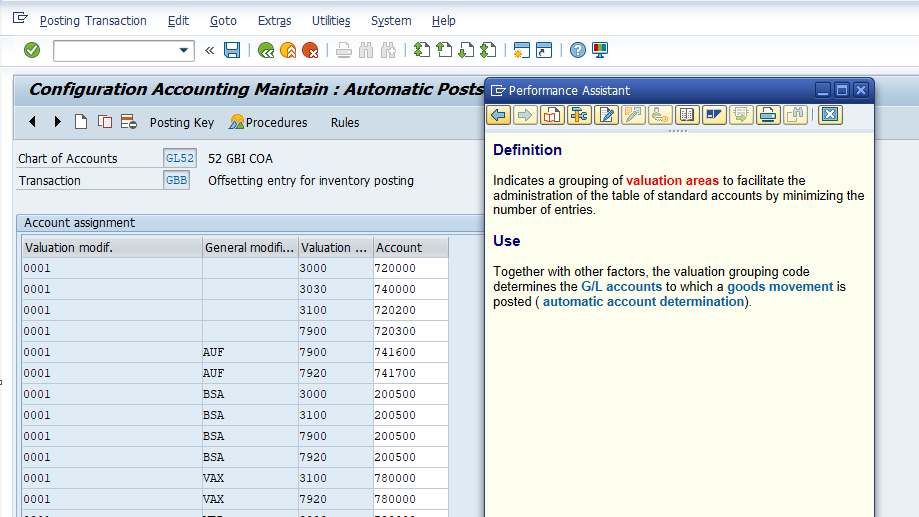 Posting Transaction Edit Goto Extras Utilities System Help
Configuration Accounting Maintain : Automatic Posts
Posting Key Procedures Rules
Chart of Accounts GL52 52 GBI COA
Transaction GBB Offsetting entry for inventory posting
Account assignment
Valuation modif. General modifi... Valuation ... Account
0001 3000 720000
0001 3030 740000
0001 3100 720200
0001 7900 720300
0001 AUF 7900 741600
0001 AUF 7920 741700
0001 BSA 3000 200500
0001 BSA 3100 200500
0001 BSA 7900 200500
0001 BSA 7920 200500
0001 VAX 3100 780000
0001 VAX 7920 780000
Performance Assistant
Definition
Indicates a grouping of valuation areas to facilitate the
administration of the table of standard accounts by minimizing the
number of entries.
Use
Together with other factors, the valuation grouping code
determines the G/L accounts to which a goods movement is
posted ( automatic account determination).